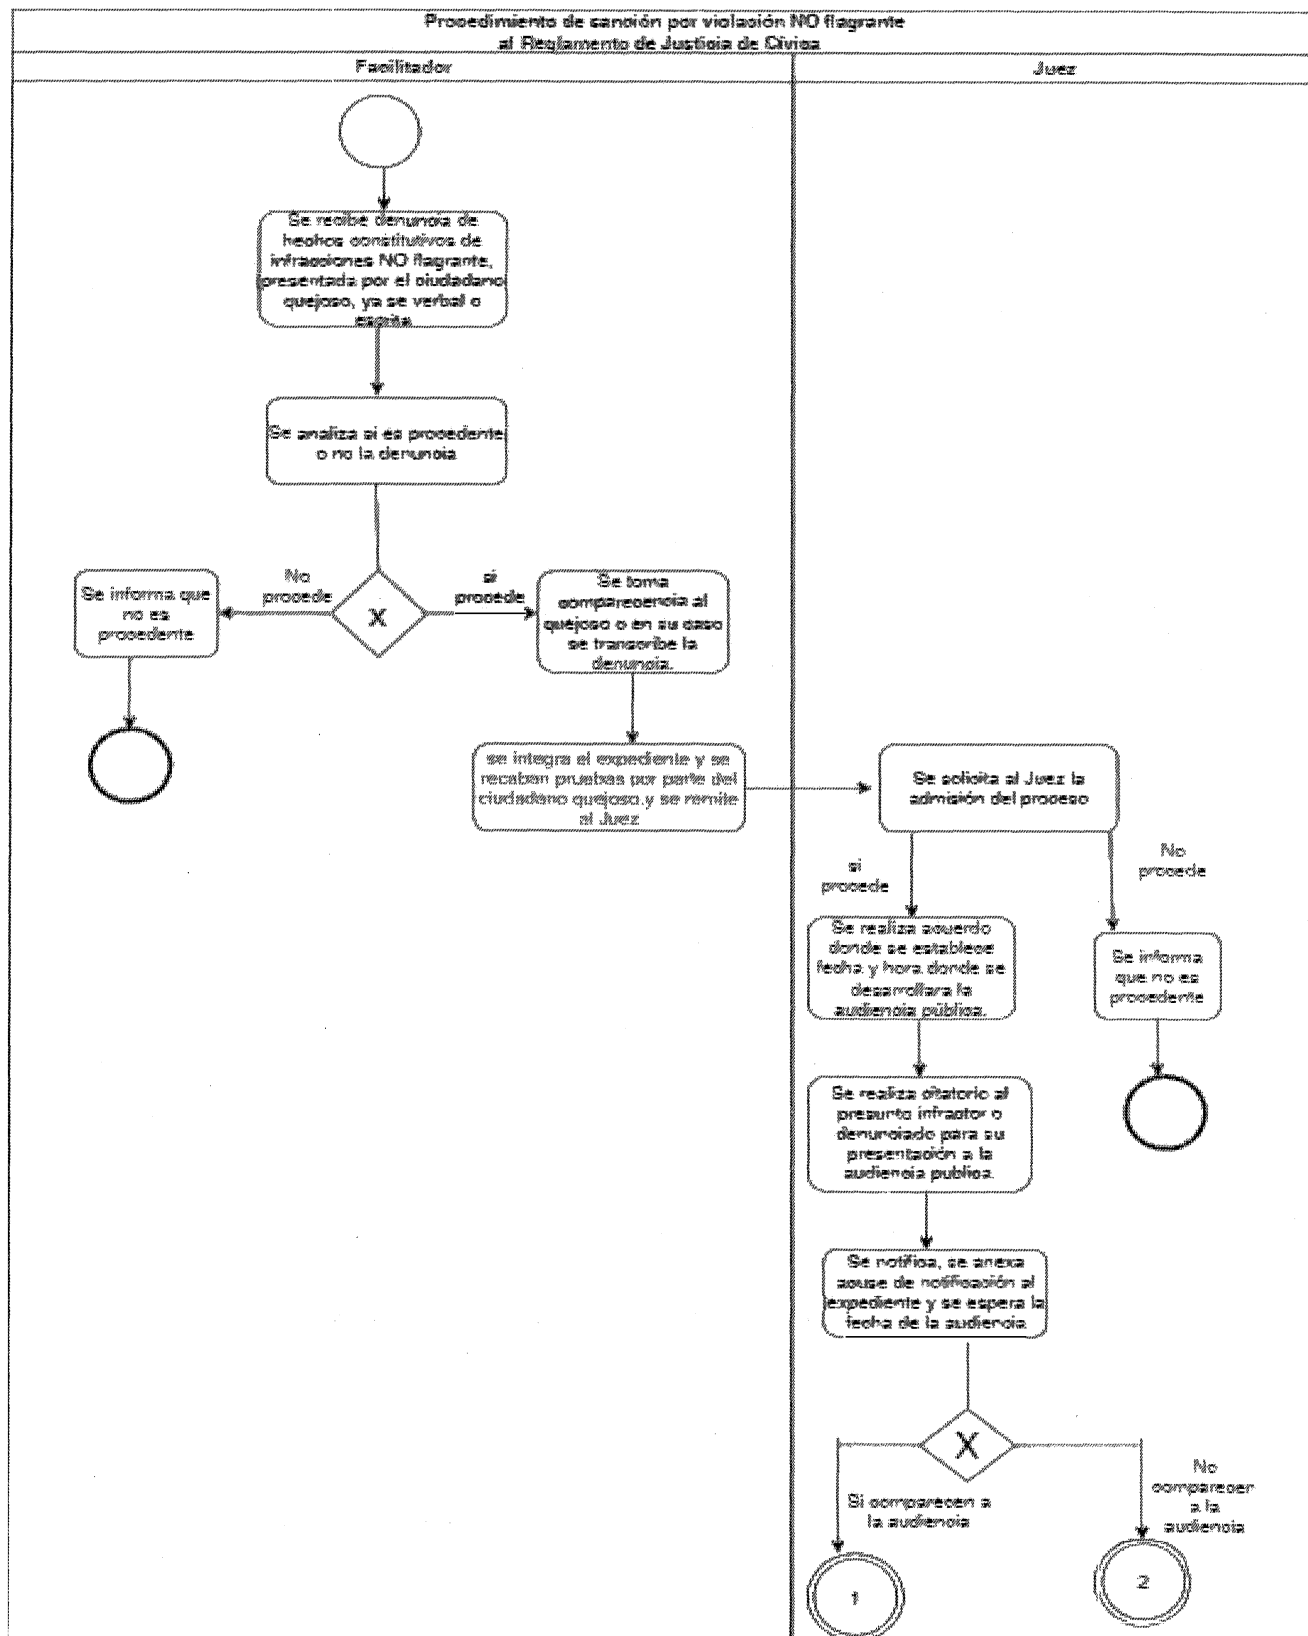 Procedimiento de sanción por violación NO flagrante
al Reglamento de Justicia de Cívica
Facilitador
Juez
Se recibe denuncia de
hechos constitutivos de
infracciones NO flagrante,
presentada por el ciudadano
quejoso, ya se verbal o
escrita
Se analiza si es procedente
o no la denuncia
No
procede
X
si
procede
Se informa que
no es
procedente
Se toma
comparecencia al
quejoso o en su caso
se transcribe la
denuncia.
se integra el expediente y se
recaban pruebas por parte del
ciudadano quejoso.y se remite
al Juez
Se solicita al Juez la
admisión del proceso
si
procede
No
procede
Se realiza acuerdo
donde se establece
fecha y hora donde se
desarrollara la
audiencia pública.
Se informa
que no es
procedente
Se realiza citatorio al
presunto infractor o
denunciado para su
presentación a la
audiencia publica.
Se notifica, se anexa
acuse de notificación al
expediente y se espera la
fecha de la audiencia
X
Si comparecen a
la audiencia
No
comparecer
a la
audiencia
1
2